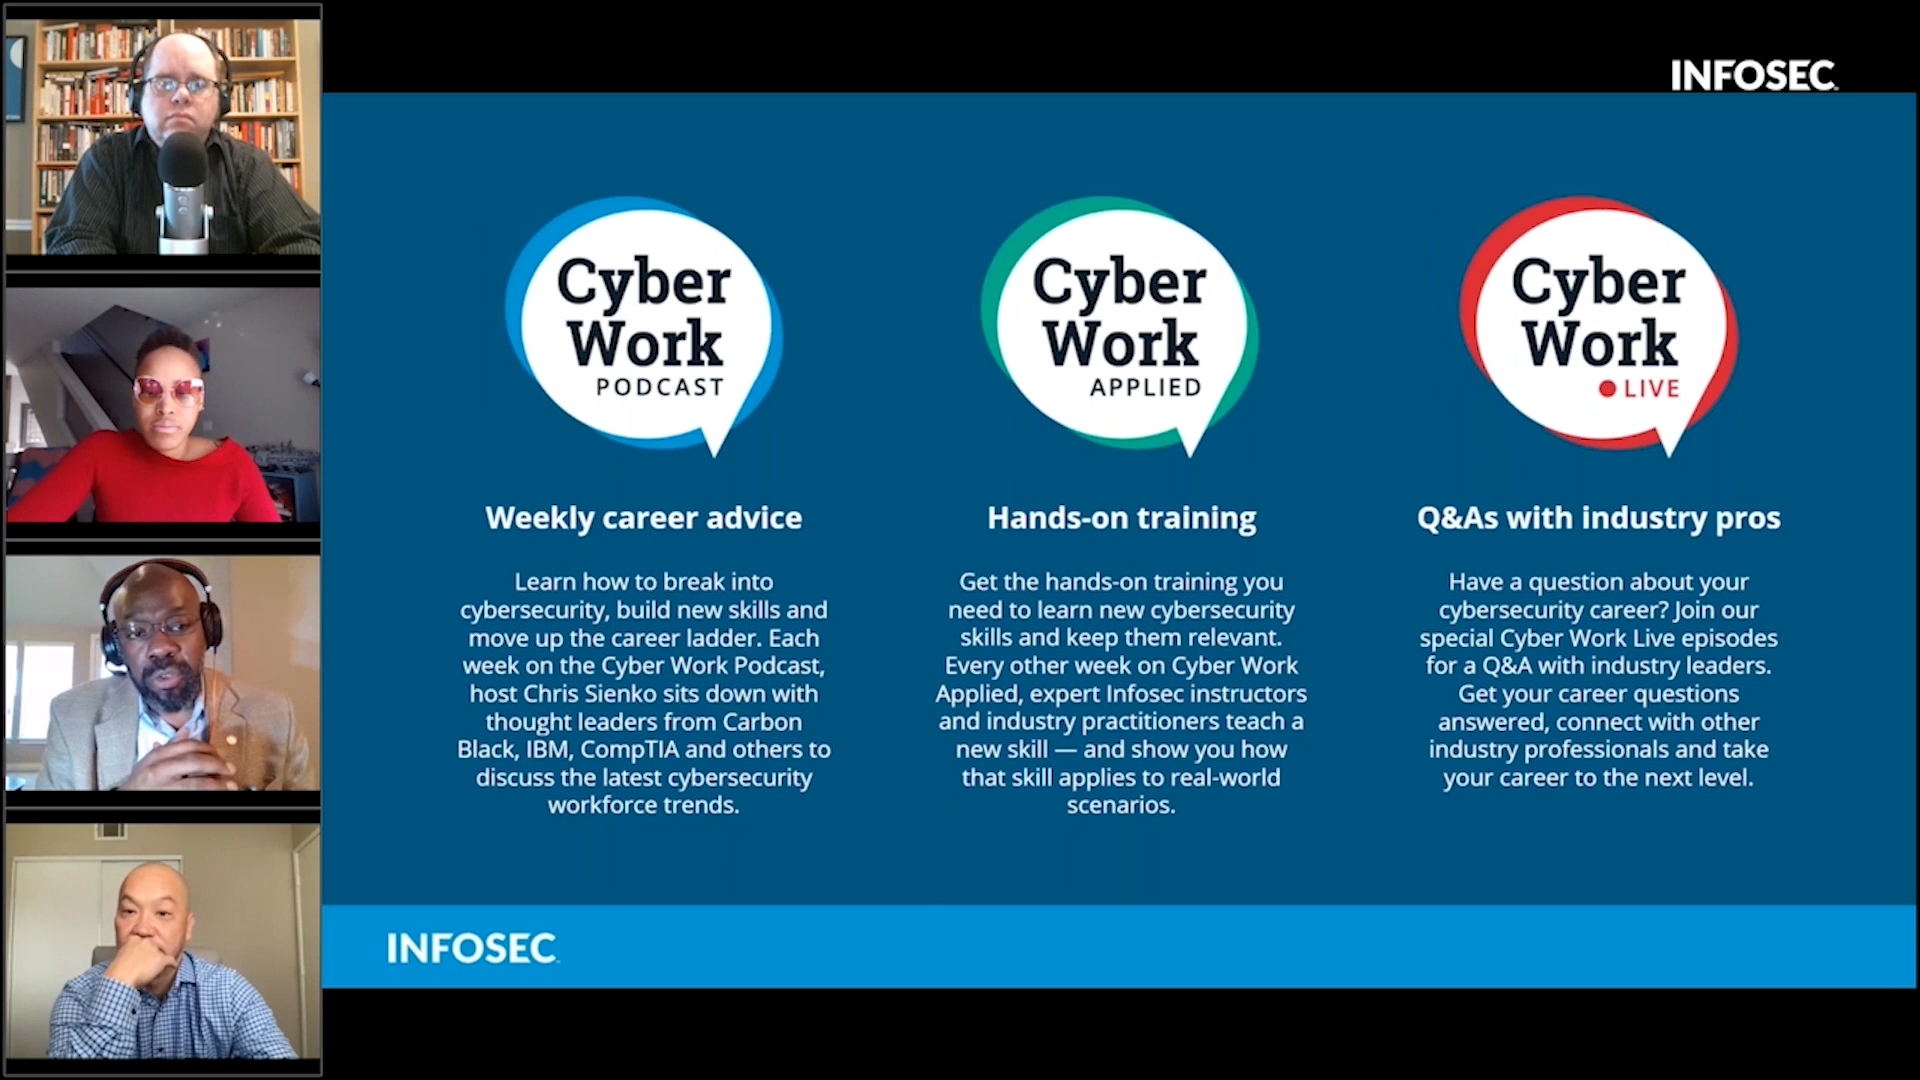 INFOSEC
Cyber
Work
PODCAST
Weekly career advice
Learn how to break into
cybersecurity, build new skills and
move up the career ladder. Each
week on the Cyber Work Podcast,
host Chris Sienko sits down with
thought leaders from Carbon
Black, IBM, CompTIA and others to
discuss the latest cybersecurity
workforce trends.
Cyber
Work
APPLIED
Hands-on training
Get the hands-on training you
need to learn new cybersecurity
skills and keep them relevant.
Every other week on Cyber Work
Applied, expert Infosec instructors
and industry practitioners teach a
new skill — and show you how
that skill applies to real-world
scenarios.
Cyber
Work
LIVE
Q&As with industry pros
Have a question about your
cybersecurity career? Join our
special Cyber Work Live episodes
for a Q&A with industry leaders.
Get your career questions
answered, connect with other
industry professionals and take
your career to the next level.
INFOSEC